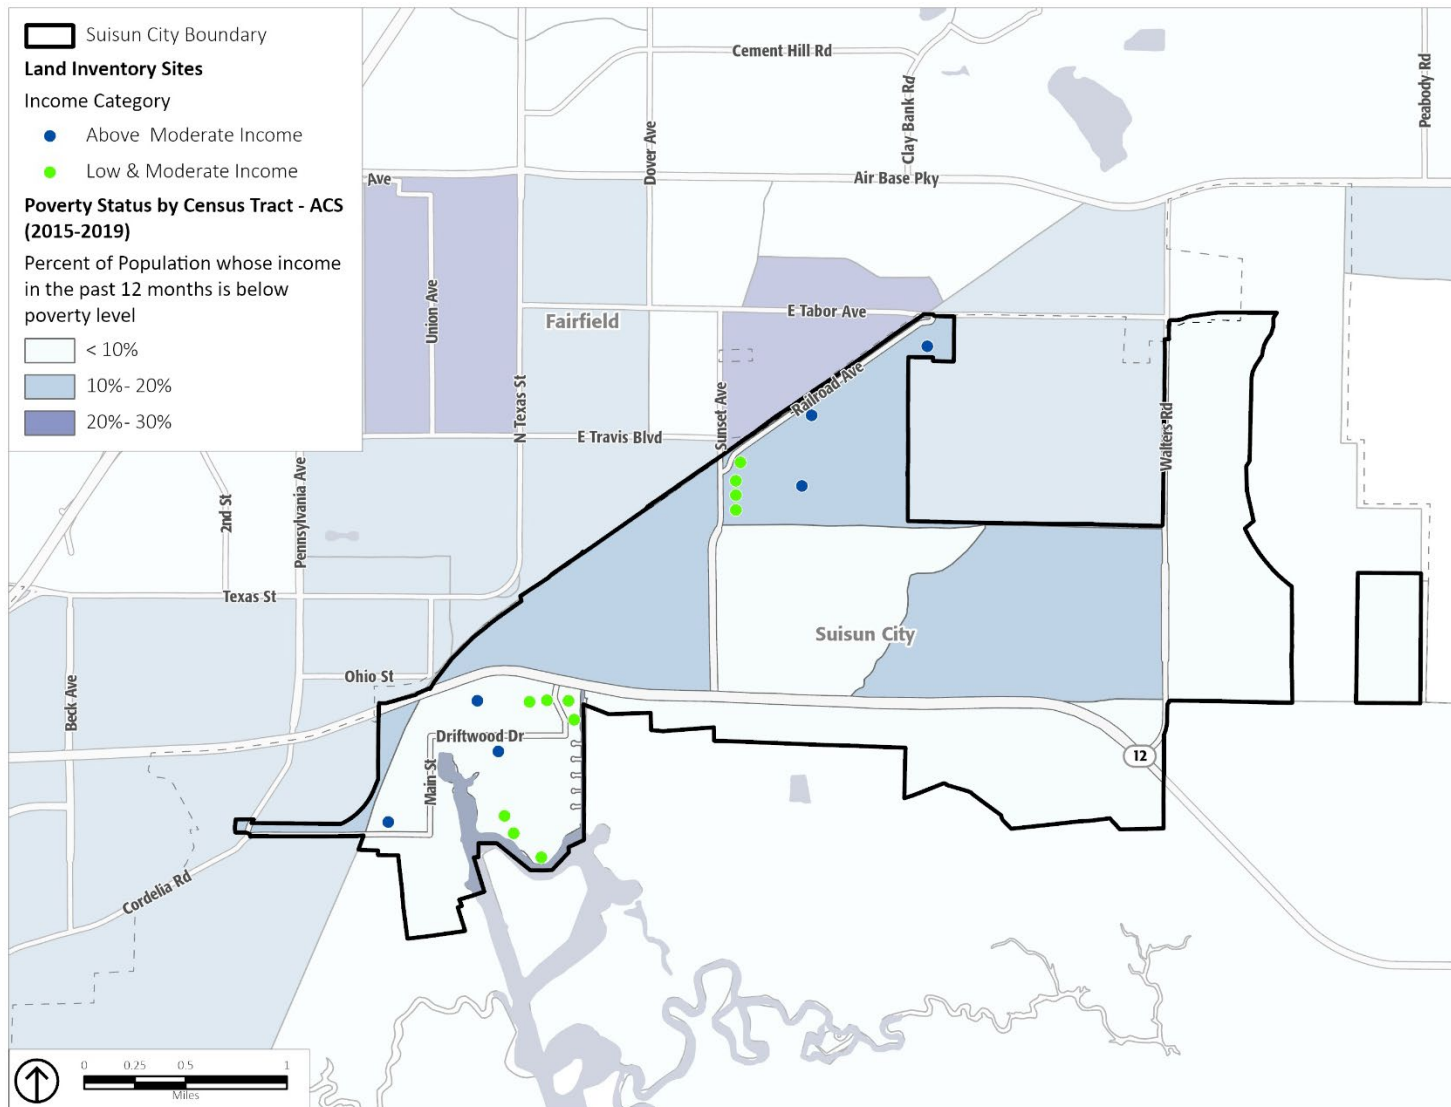 Suisun City Boundary
Land Inventory Sites
Income Category
Above Moderate Income
Low & Moderate Income
Poverty Status by Census Tract - ACS
(2015-2019)
Percent of Population whose income
in the past 12 months is below
poverty level
< 10%
10%- 20%
20%- 30%
Cement Hill Rd
Clay Bank Rd
Peabody Rd
Dover Ave
Ave
Air Base Pky
Union Ave
E Tabor Ave
Fairfield
N Texas St
Sunset Ave
Railroad Ave
E Travis Blvd
Walters Rd
2nd St
Pennsylvania Ave
Texas St
Suisun City
Ohio St
Beck Ave
Driftwood Dr
Main St
12
Cordelia Rd
0 0.25 0.5 1
Miles